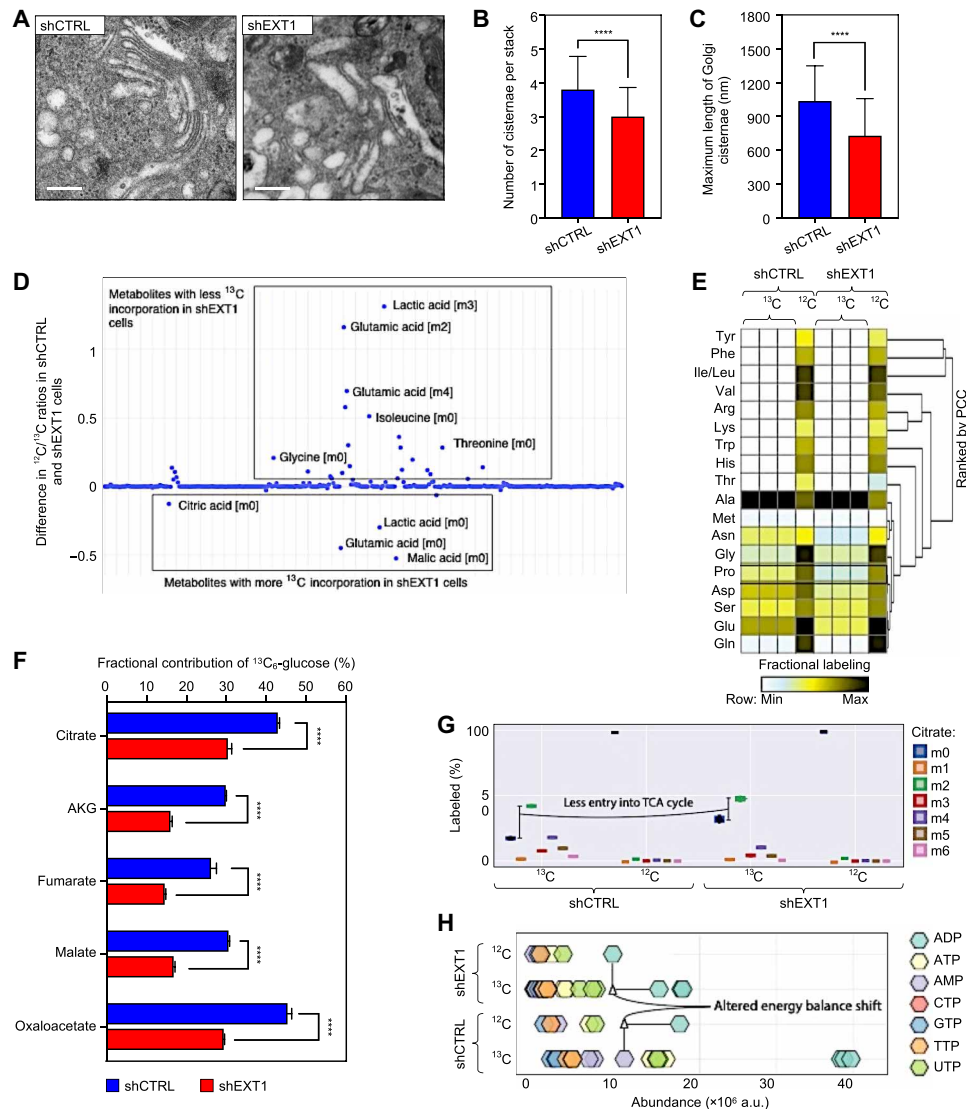 A
shCTRL
shEXT1
B
Number of cisternae per stack
6
5
4
3
2
1
0
****
shCTRL
shEXT1
C
Maximum length of Golgi
cisternae (nm)
1800
1500
1200
900
600
300
0
****
shCTRL
shEXT1
D
Difference in ¹²C/¹³C ratios in shCTRL
and shEXT1 cells
1
0.5
0
−0.5
Metabolites with less ¹³C
incorporation in shEXT1
cells
Lactic acid [m3]
Glutamic acid [m2]
Glutamic acid [m4]
Isoleucine [m0]
Threonine [m0]
Glycine [m0]
Citric acid [m0]
Lactic acid [m0]
Glutamic acid [m0]
Malic acid [m0]
Metabolites with more ¹³C incorporation in shEXT1 cells
E
shCTRL shEXT1
¹³C ¹²C ¹³C ¹²C
Tyr
Phe
Ile/Leu
Val
Arg
Lys
Trp
His
Thr
Ala
Met
Asn
Gly
Pro
Asp
Ser
Glu
Gln
Ranked by PCC
Fractional labeling
Row: Min Max
F
Fractional contribution of ¹³C₆-glucose (%)
0 10 20 30 40 50 60
Citrate
****
AKG
****
Fumarate
****
Malate
****
Oxaloacetate
****
shCTRL shEXT1
G
Labeled (%)
100
5
0
0
Less entry into TCA cycle
¹³C ¹²C ¹³C ¹²C
shCTRL shEXT1
Citrate:
m0
m1
m2
m3
m4
m5
m6
H
shEXT1
¹²C
¹³C
shCTRL
¹²C
¹³C
Altered energy balance shift
0 10 20 30 40
Abundance (×10⁶ a.u.)
ADP
ATP
AMP
CTP
GTP
TTP
UTP